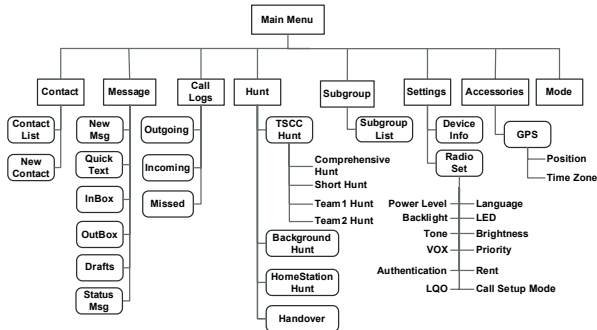 Main Menu
Contact
Message
Call
Logs
Hunt
Subgroup
Settings
Accessories
Mode
Contact
List
New
Contact
New
Msg
Quick
Text
InBox
OutBox
Drafts
Status
Msg
Outgoing
Incoming
Missed
TSCC
Hunt
Comprehensive
Hunt
Short Hunt
Team1 Hunt
Team2 Hunt
Background
Hunt
HomeStation
Hunt
Handover
Subgroup
List
Device
Info
Radio
Set
Power Level
Language
Backlight
LED
Tone
Brightness
VOX
Priority
Authentication
Rent
LQO
Call Setup Mode
GPS
Position
Time Zone